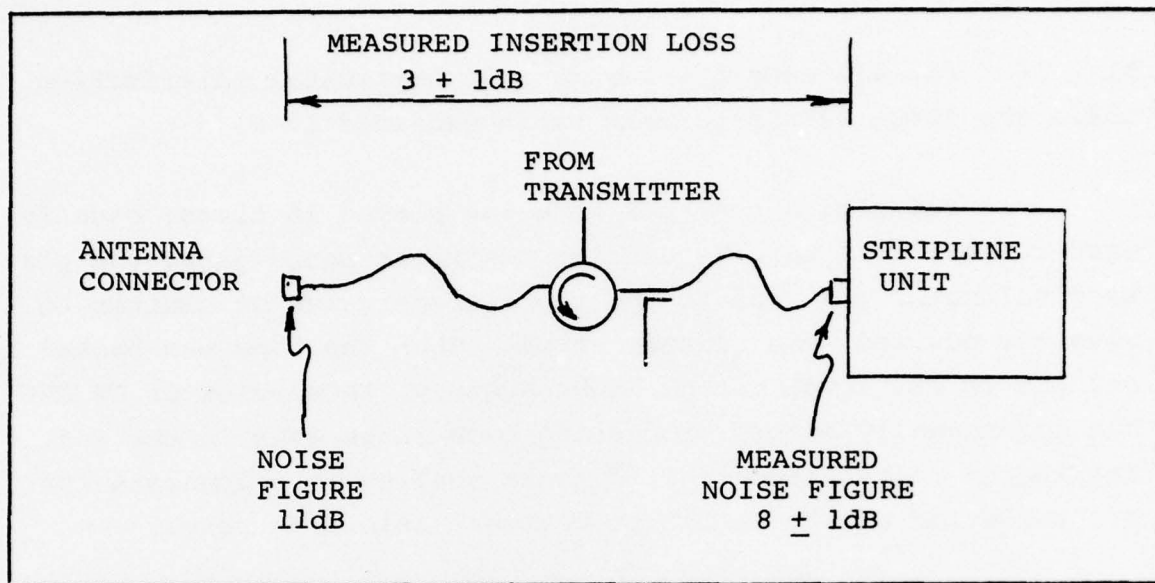 MEASURED INSERTION LOSS
3 ± 1dB
FROM
TRANSMITTER
ANTENNA
CONNECTOR
STRIPLINE
UNIT
NOISE
FIGURE
11dB
MEASURED
NOISE FIGURE
8 ± 1dB